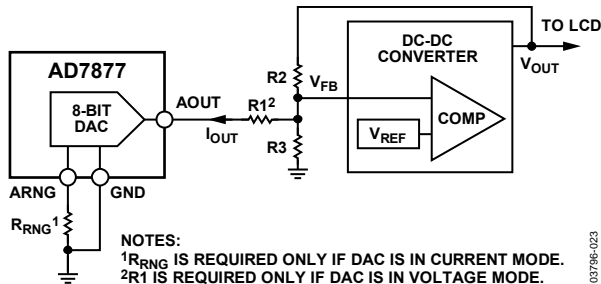 TO LCD
DC-DC
CONVERTER
VOUT
AD7877
R2
VFB
8-BIT
DAC
AOUT
R1²
COMP
IOUT
VREF
R3
ARNG
GND
RRNG¹
NOTES:
¹RRNG IS REQUIRED ONLY IF DAC IS IN CURRENT MODE.
²R1 IS REQUIRED ONLY IF DAC IS IN VOLTAGE MODE.
03796-023